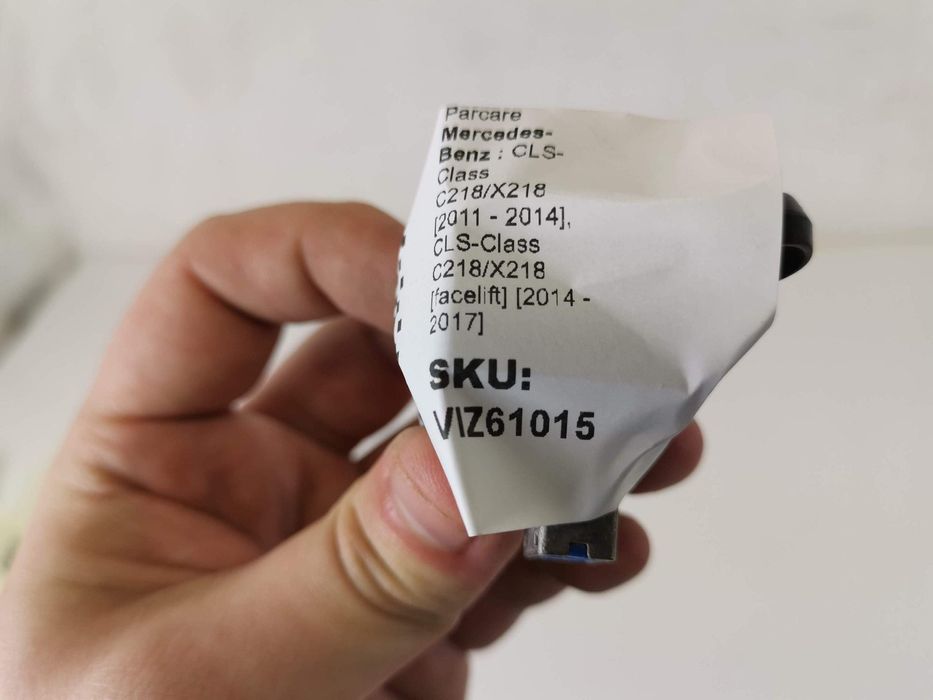 Parcare
Mercedes-
Benz : CLS-
Class
C218/X218
[2011 - 2014],
CLS-Class
C218/X218
[facelift] [2014 -
2017]
SKU:
VIZ61015